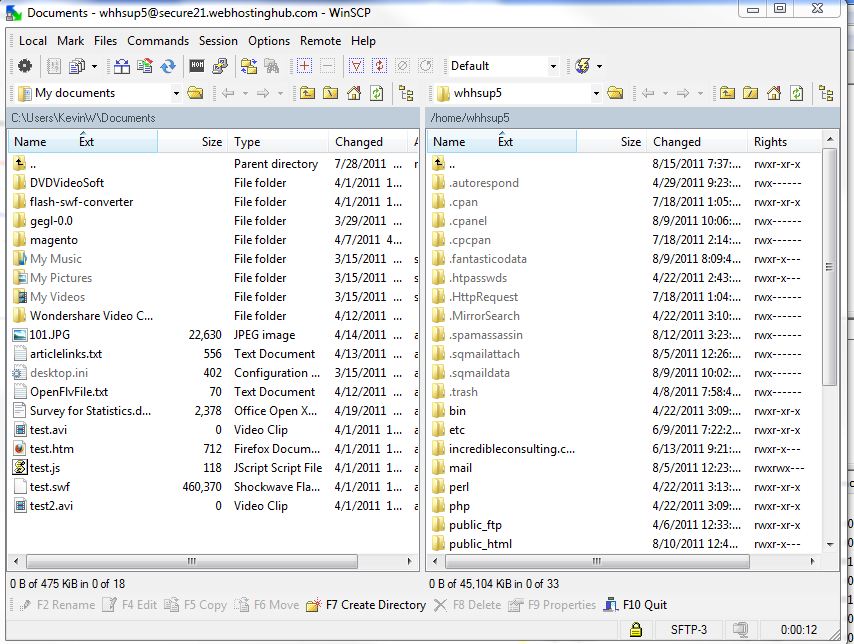 Documents - whhsup5@secure21.webhostinghub.com - WinSCP
Local Mark Files Commands Session Options Remote Help
Default
My documents
whhsup5
C:\Users\KevinW\Documents
/home/whhsup5
Name Ext Size Type Changed
.. Parent directory 7/28/2011 ...
DVDVideoSoft File folder 4/1/2011 1...
flash-swf-converter File folder 4/1/2011 1...
gegl-0.0 File folder 3/29/2011 ...
magento File folder 4/7/2011 4...
My Music File folder 3/15/2011 ...
My Pictures File folder 3/15/2011 ...
My Videos File folder 3/15/2011 ...
Wondershare Video C... File folder 4/12/2011 ...
101.JPG 22,630 JPEG image 4/14/2011 ...
articlelinks.txt 556 Text Document 4/13/2011 ...
desktop.ini 402 Configuration ... 3/15/2011 ...
OpenFlvFile.txt 70 Text Document 4/12/2011 ...
Survey for Statistics.d... 2,378 Office Open X... 4/19/2011 ...
test.avi 0 Video Clip 4/1/2011 1...
test.htm 712 Firefox Docum... 4/1/2011 1...
test.js 118 JScript Script File 4/1/2011 1...
test.swf 460,370 Shockwave Fla... 4/1/2011 1...
test2.avi 0 Video Clip 4/1/2011 1...
Name Ext Size Changed Rights
.. 8/15/2011 7:37:... rwxr-xr-x
.autorespond 4/29/2011 9:23:... rwx------
.cpan 7/18/2011 1:05:... rwxr-xr-x
.cpanel 8/9/2011 10:06:... rwx------
.cpcpan 7/18/2011 2:14:... rwx------
.fantasticodata 8/9/2011 8:09:4... rwxr-x---
.htpasswds 4/22/2011 2:43:... rwxr-x---
.HttpRequest 7/18/2011 1:04:... rwx------
.MirrorSearch 4/22/2011 3:10:... rwx------
.spamassassin 8/12/2011 3:23:... rwx------
.sqmailattach 8/5/2011 12:26:... rwx------
.sqmaildata 8/9/2011 10:02:... rwx------
.trash 4/8/2011 7:58:4... rwx------
bin 4/22/2011 3:09:... rwxr-xr-x
etc 6/9/2011 7:22:2... rwxr-xr-x
incredibleconsulting.c... 6/13/2011 9:21:... rwxr-x---
mail 8/5/2011 12:23:... rwxrwx---
perl 4/22/2011 3:13:... rwxr-xr-x
php 4/22/2011 3:09:... rwxr-xr-x
public_ftp 4/6/2011 12:33:... rwxr-xr-x
public_html 8/10/2011 12:4... rwxr-x---
0 B of 475 KiB in 0 of 18
0 B of 45,104 KiB in 0 of 33
F2 Rename F4 Edit F5 Copy F6 Move F7 Create Directory F8 Delete F9 Properties F10 Quit
SFTP-3 0:00:12